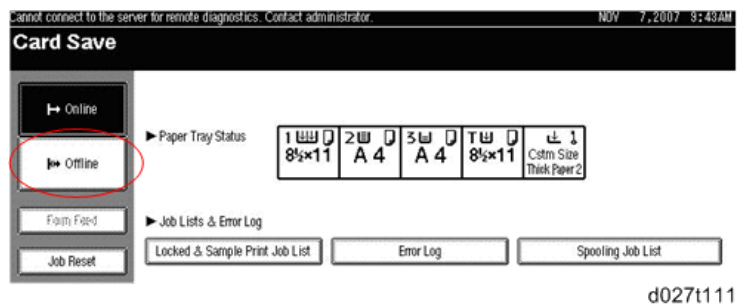 Cannot connect to the server for remote diagnostics. Contact administrator. NOV 7,2007 9:43AM
Card Save
Online
Paper Tray Status
1 2 3 T
8½×11 A 4 A 4 8½×11 Cstm Size
Thick Paper 2
Offline
Form Feed
Job Lists & Error Log
Job Reset
Locked & Sample Print Job List Error Log Spooling Job List
d027t111